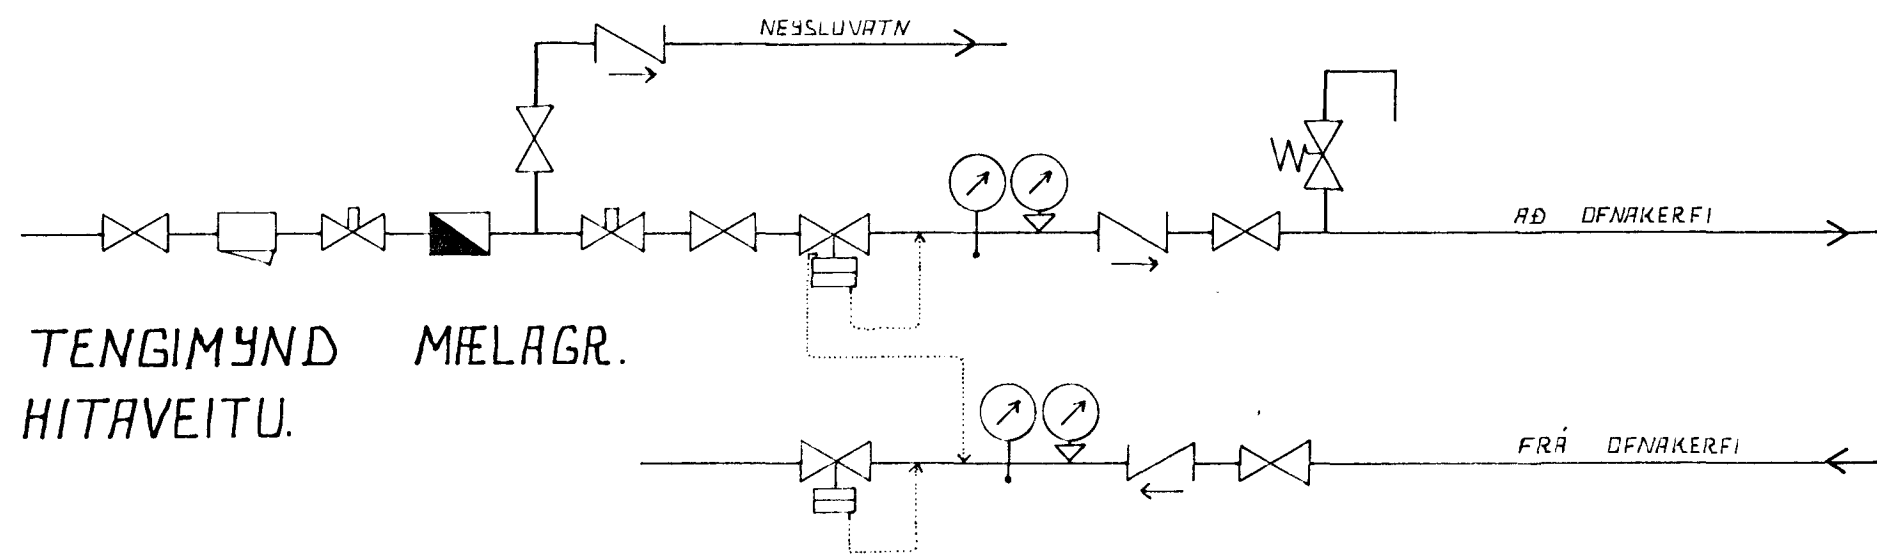 NEYSLUVATN
AÐ OFNAKERFI
TENGIMYND MÆLAGR.
HITAVEITU.
FRÁ OFNAKERFI